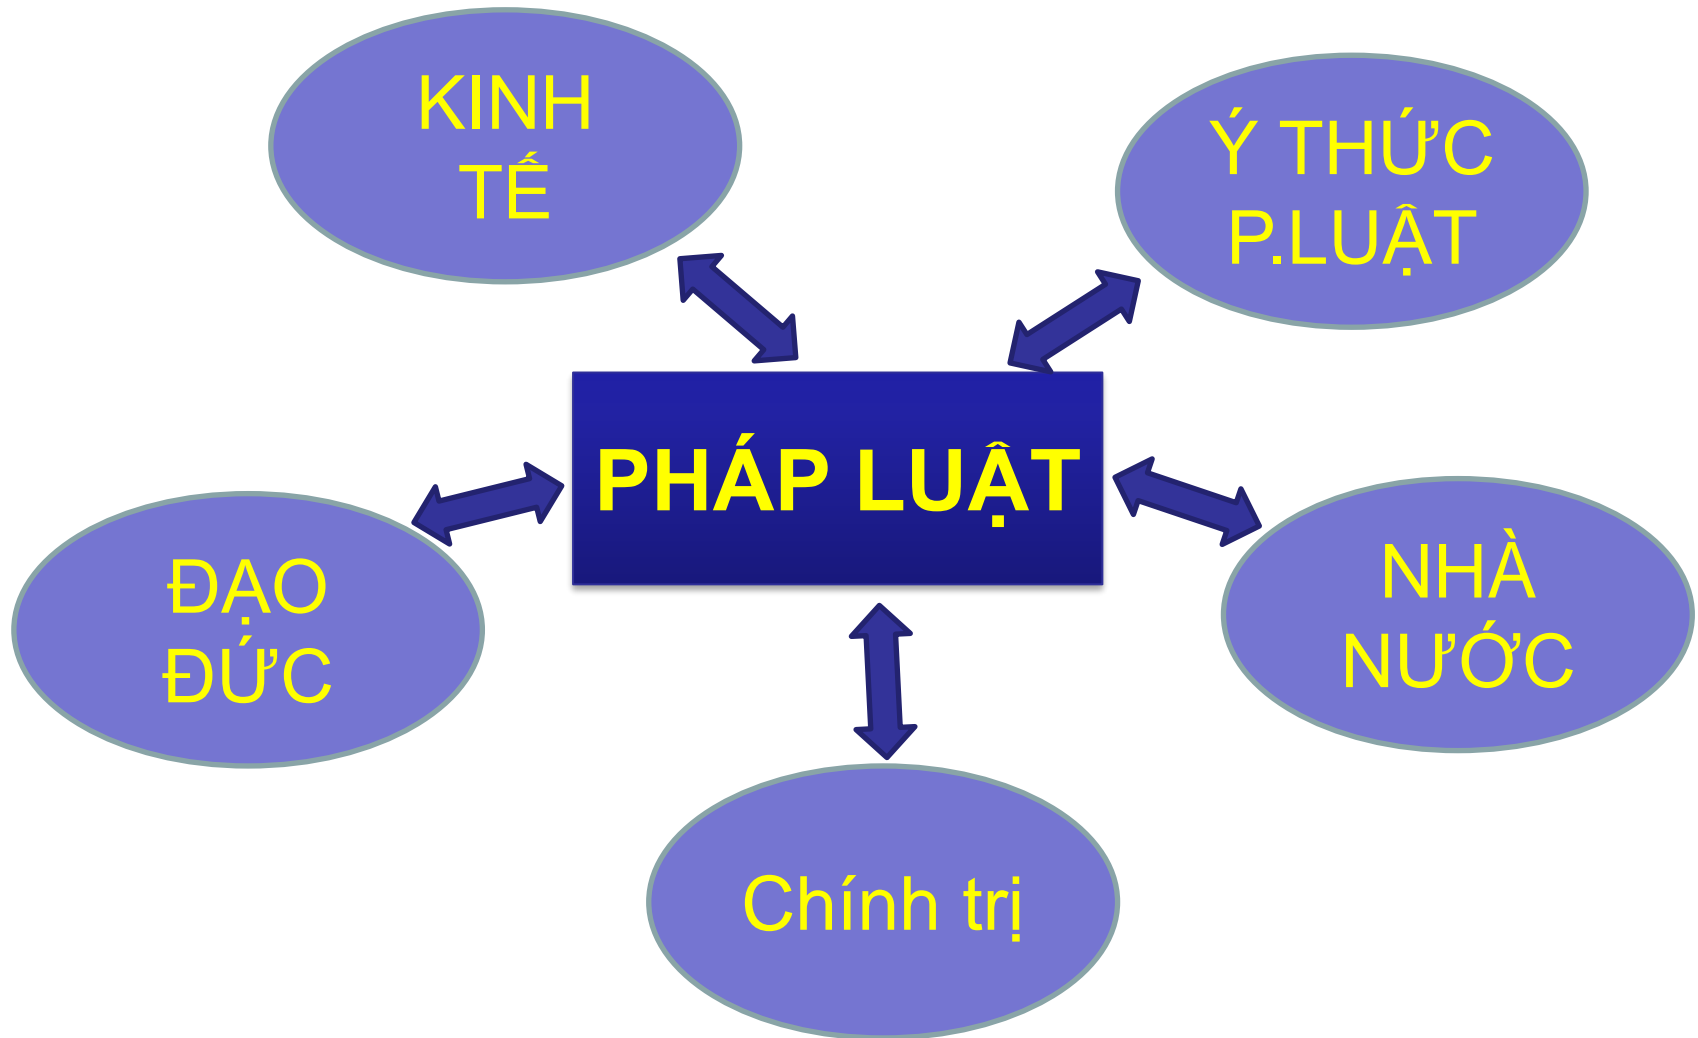 KINH
TẾ
Ý THỨC
P.LUẬT
PHÁP LUẬT
ĐẠO
ĐỨC
NHÀ
NƯỚC
Chính trị